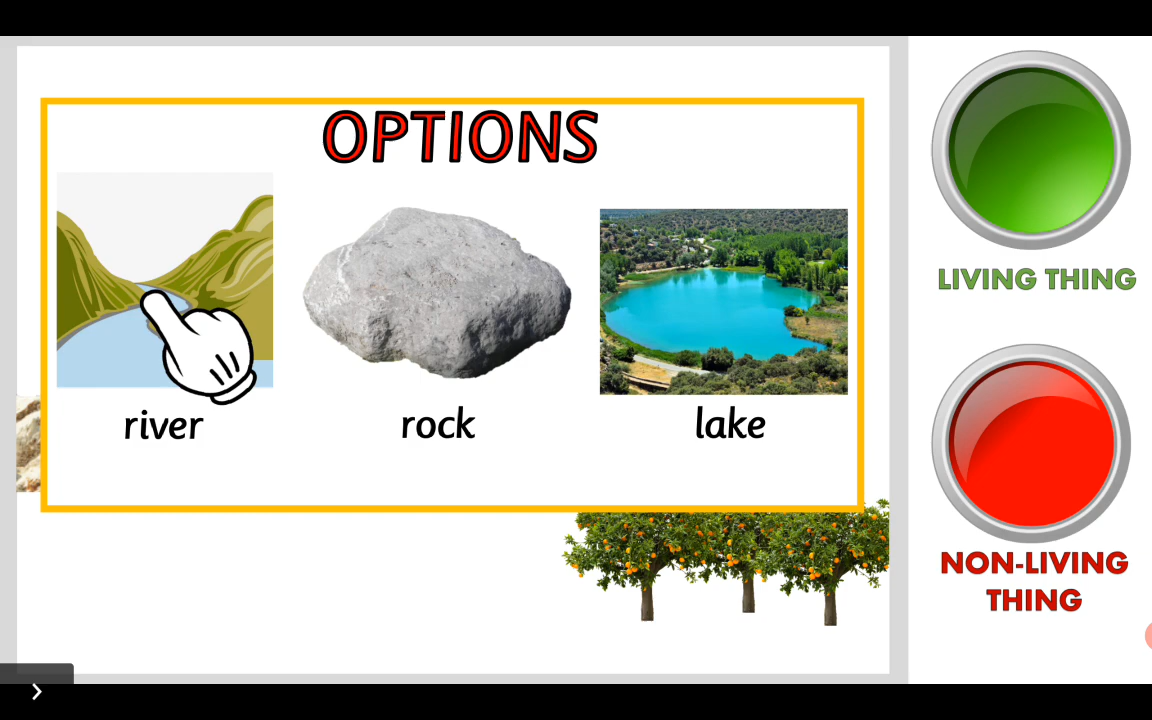 OPTIONS
river
rock
lake
LIVING THING
NON-LIVING
THING